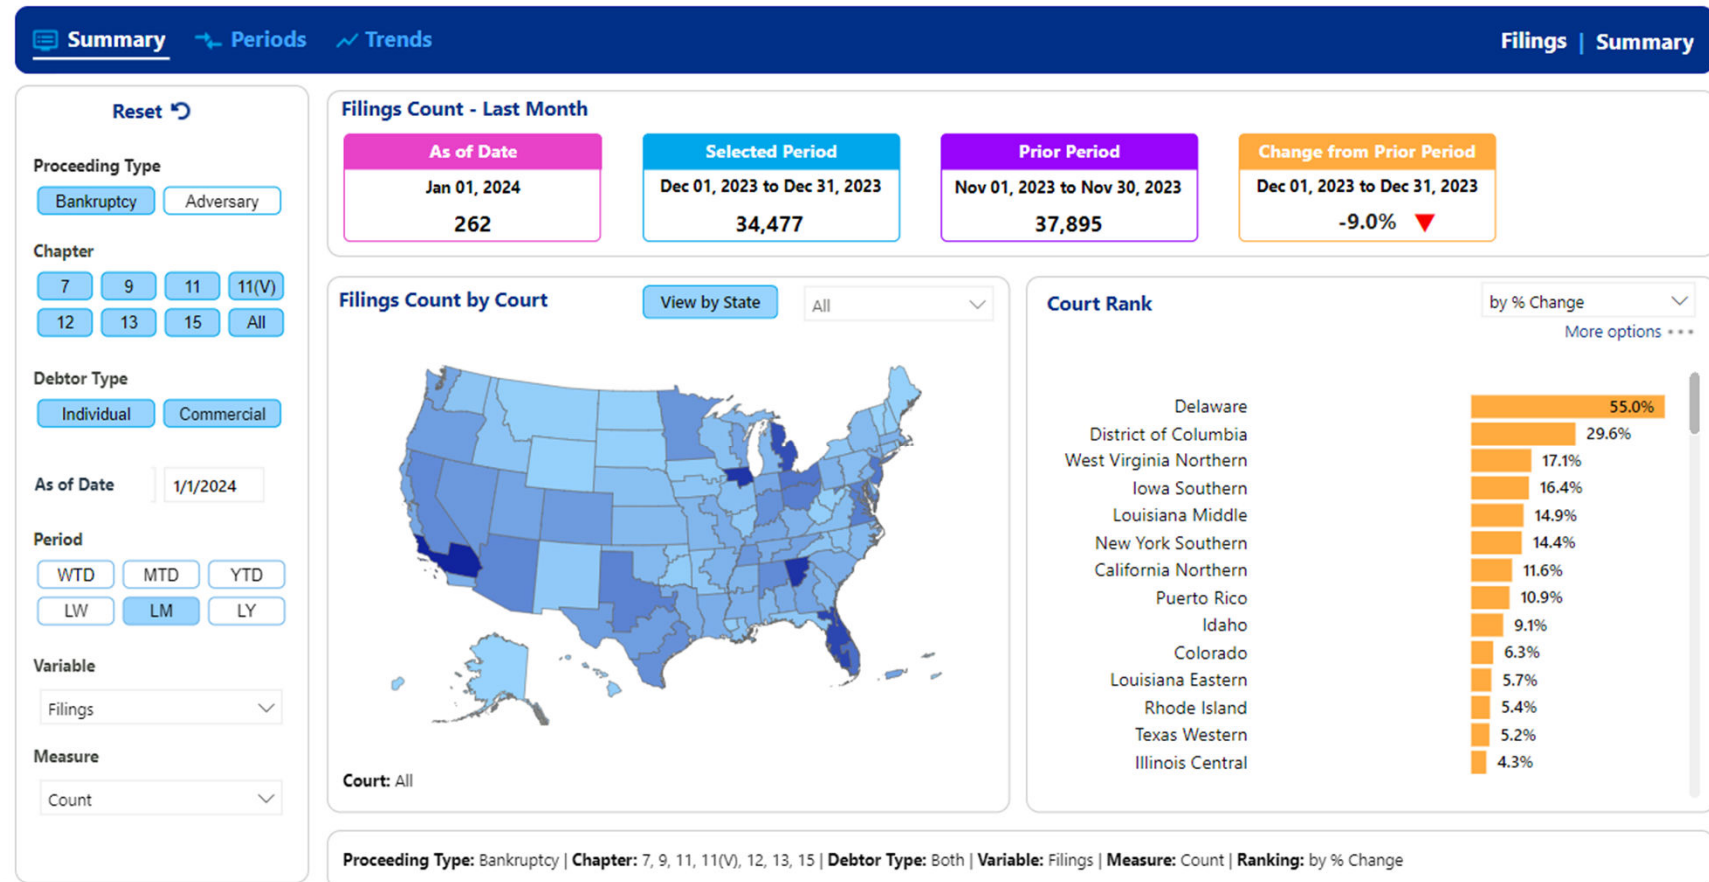 Summary Periods Trends Filings | Summary
Reset
Proceeding Type
Bankruptcy Adversary
Chapter
7 9 11 11(V)
12 13 15 All
Debtor Type
Individual Commercial
As of Date 1/1/2024
Period
WTD MTD YTD
LW LM LY
Variable
Filings
Measure
Count
Filings Count - Last Month
As of Date
Jan 01, 2024
262
Selected Period
Dec 01, 2023 to Dec 31, 2023
34,477
Prior Period
Nov 01, 2023 to Nov 30, 2023
37,895
Change from Prior Period
Dec 01, 2023 to Dec 31, 2023
-9.0%
Filings Count by Court View by State All
Court: All
Court Rank by % Change
More options
Delaware 55.0%
District of Columbia 29.6%
West Virginia Northern 17.1%
Iowa Southern 16.4%
Louisiana Middle 14.9%
New York Southern 14.4%
California Northern 11.6%
Puerto Rico 10.9%
Idaho 9.1%
Colorado 6.3%
Louisiana Eastern 5.7%
Rhode Island 5.4%
Texas Western 5.2%
Illinois Central 4.3%
Proceeding Type: Bankruptcy | Chapter: 7, 9, 11, 11(V), 12, 13, 15 | Debtor Type: Both | Variable: Filings | Measure: Count | Ranking: by % Change